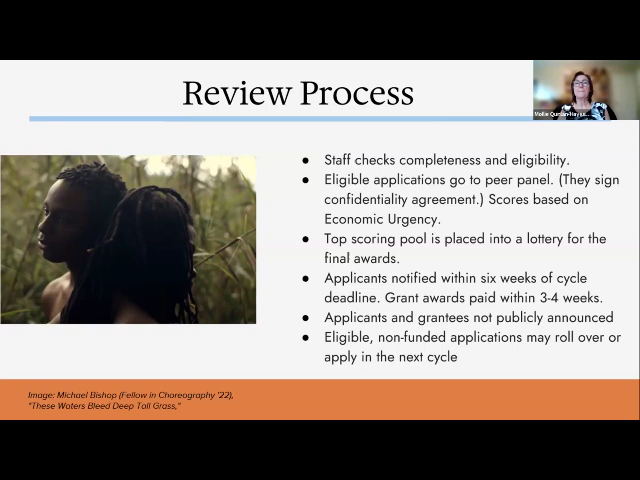 Review Process
Mollie Quinlan-Hayes...
● Staff checks completeness and eligibility.
● Eligible applications go to peer panel. (They sign
confidentiality agreement.) Scores based on
Economic Urgency.
● Top scoring pool is placed into a lottery for the
final awards.
● Applicants notified within six weeks of cycle
deadline. Grant awards paid within 3-4 weeks.
● Applicants and grantees not publicly announced
● Eligible, non-funded applications may roll over or
apply in the next cycle
Image: Michael Bishop (Fellow in Choreography '22),
"These Waters Bleed Deep Tall Grass,"